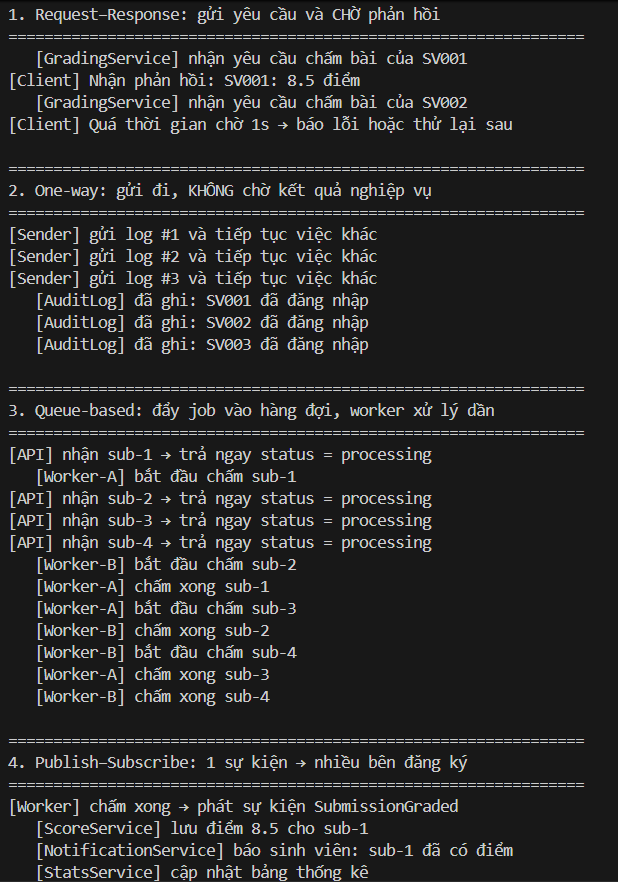 1. Request–Response: gửi yêu cầu và CHỜ phản hồi
================================================================
[GradingService] nhận yêu cầu chấm bài của SV001
[Client] Nhận phản hồi: SV001: 8.5 điểm
[GradingService] nhận yêu cầu chấm bài của SV002
[Client] Quá thời gian chờ 1s → báo lỗi hoặc thử lại sau
================================================================
2. One-way: gửi đi, KHÔNG chờ kết quả nghiệp vụ
================================================================
[Sender] gửi log #1 và tiếp tục việc khác
[Sender] gửi log #2 và tiếp tục việc khác
[Sender] gửi log #3 và tiếp tục việc khác
[AuditLog] đã ghi: SV001 đã đăng nhập
[AuditLog] đã ghi: SV002 đã đăng nhập
[AuditLog] đã ghi: SV003 đã đăng nhập
================================================================
3. Queue-based: đẩy job vào hàng đợi, worker xử lý dần
================================================================
[API] nhận sub-1 → trả ngay status = processing
[Worker-A] bắt đầu chấm sub-1
[API] nhận sub-2 → trả ngay status = processing
[API] nhận sub-3 → trả ngay status = processing
[API] nhận sub-4 → trả ngay status = processing
[Worker-B] bắt đầu chấm sub-2
[Worker-A] chấm xong sub-1
[Worker-A] bắt đầu chấm sub-3
[Worker-B] chấm xong sub-2
[Worker-B] bắt đầu chấm sub-4
[Worker-A] chấm xong sub-3
[Worker-B] chấm xong sub-4
================================================================
4. Publish–Subscribe: 1 sự kiện → nhiều bên đăng ký
================================================================
[Worker] chấm xong → phát sự kiện SubmissionGraded
[ScoreService] lưu điểm 8.5 cho sub-1
[NotificationService] báo sinh viên: sub-1 đã có điểm
[StatsService] cập nhật bảng thống kê